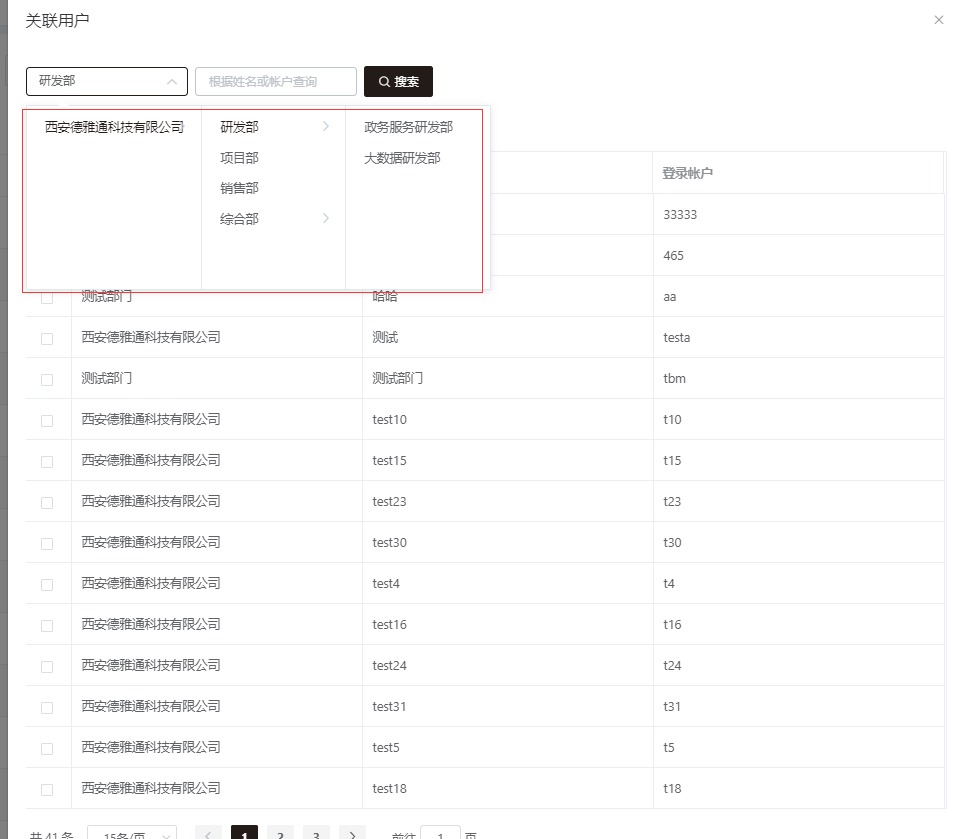 关联用户
研发部 根据姓名或帐户查询 搜索
西安德雅通科技有限公司 研发部 政务服务研发部
项目部 大数据研发部
销售部
综合部
登录帐户
33333
465
测试部门 哈哈 aa
西安德雅通科技有限公司 测试 testa
测试部门 测试部门 tbm
西安德雅通科技有限公司 test10 t10
西安德雅通科技有限公司 test15 t15
西安德雅通科技有限公司 test23 t23
西安德雅通科技有限公司 test30 t30
西安德雅通科技有限公司 test4 t4
西安德雅通科技有限公司 test16 t16
西安德雅通科技有限公司 test24 t24
西安德雅通科技有限公司 test31 t31
西安德雅通科技有限公司 test5 t5
西安德雅通科技有限公司 test18 t18
共 41 条 15条/页 1 2 3 前往 1 页